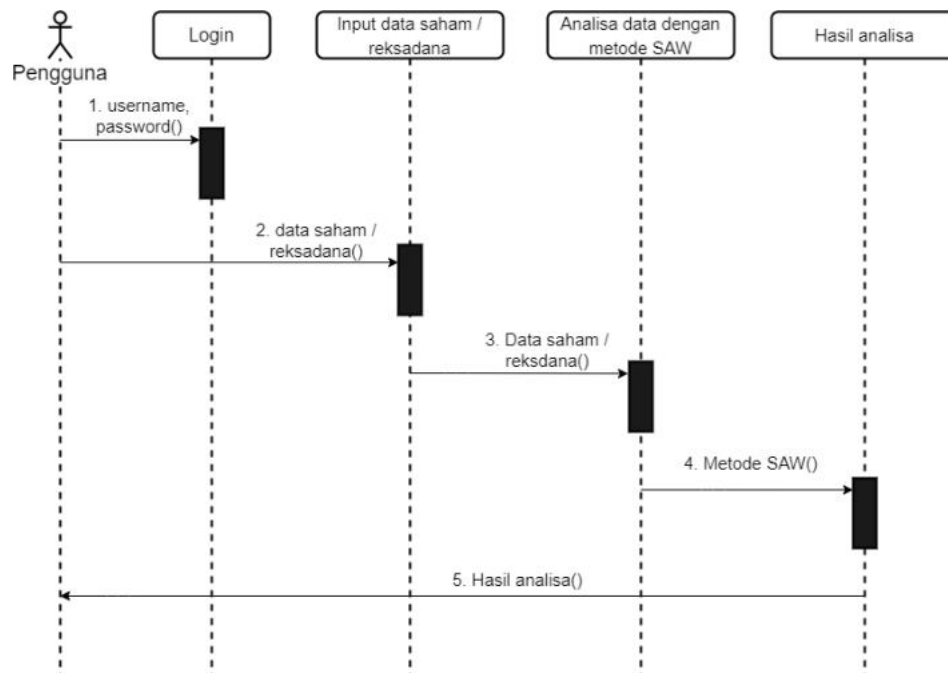 Pengguna
Login
Input data saham /
reksadana
Analisa data dengan
metode SAW
Hasil analisa
1. username,
password()
2. data saham /
reksadana()
3. Data saham /
reksdana()
4. Metode SAW()
5. Hasil analisa()